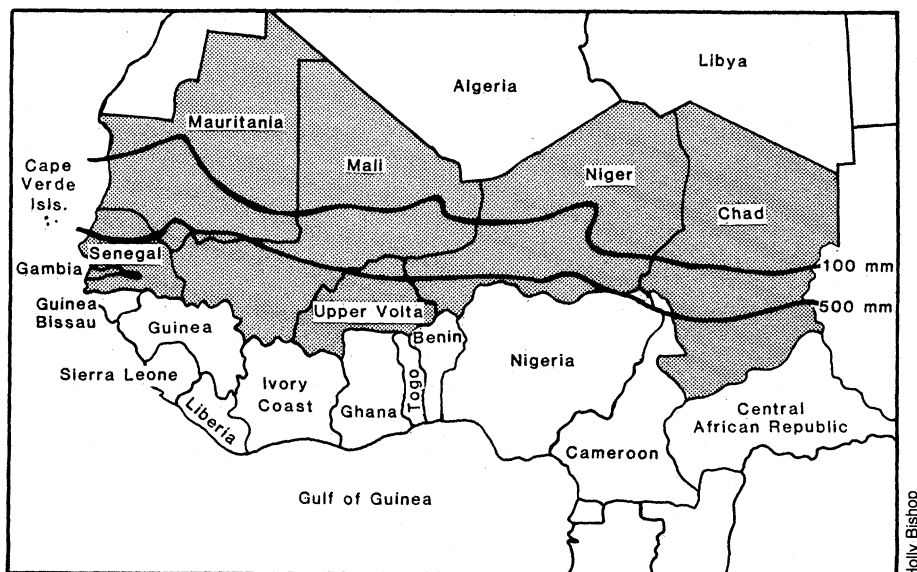 Libya
Algeria
Mauritania
Mali
Niger
Chad
Cape
Verde
Isls.
Senegal
Gambia
100 mm
500 mm
Guinea
Bissau
Guinea
Upper Volta
Benin
Nigeria
Sierra Leone
Liberia
Ivory
Coast
Ghana
Togo
Cameroon
Central
African Republic
Gulf of Guinea
Holly Bishop